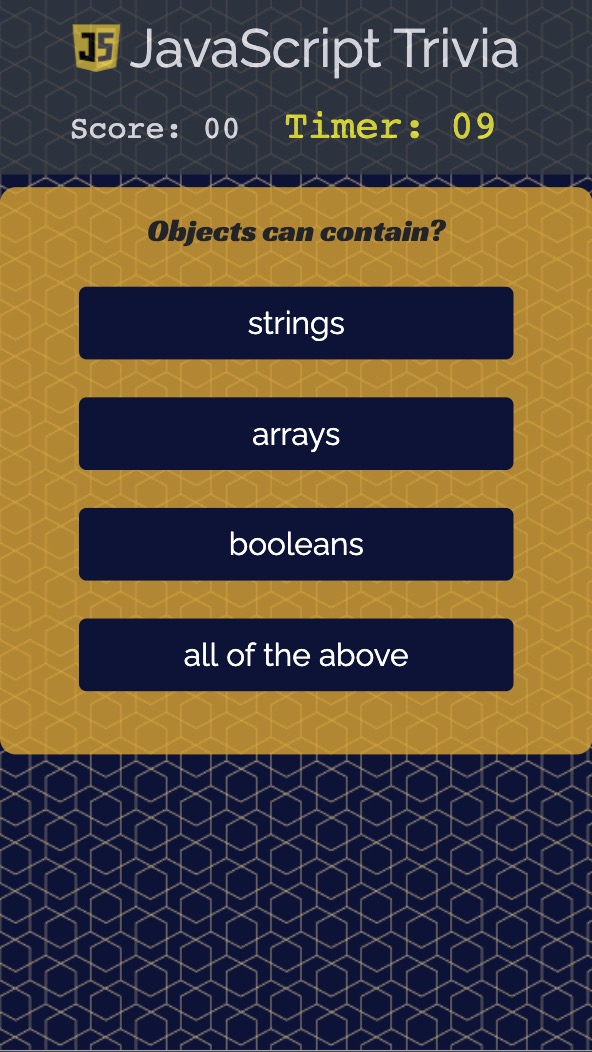 JS JavaScript Trivia
Score: 00 Timer: 09
Objects can contain?
strings
arrays
booleans
all of the above